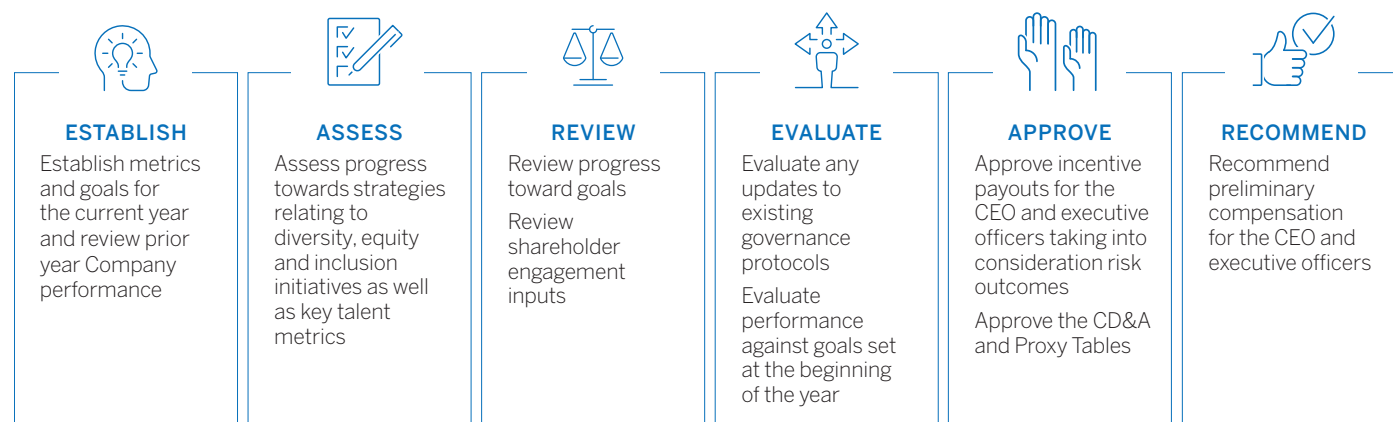 ESTABLISH
Establish metrics
and goals for
the current year
and review prior
year Company
performance
ASSESS
Assess progress
towards strategies
relating to
diversity, equity
and inclusion
initiatives as well
as key talent
metrics
REVIEW
Review progress
toward goals
Review
shareholder
engagement
inputs
EVALUATE
Evaluate any
updates to
existing
governance
protocols
Evaluate
performance
against goals set
at the beginning
of the year
APPROVE
Approve incentive
payouts for the
CEO and executive
officers taking into
consideration risk
outcomes
Approve the CD&A
and Proxy Tables
RECOMMEND
Recommend
preliminary
compensation
for the CEO and
executive officers